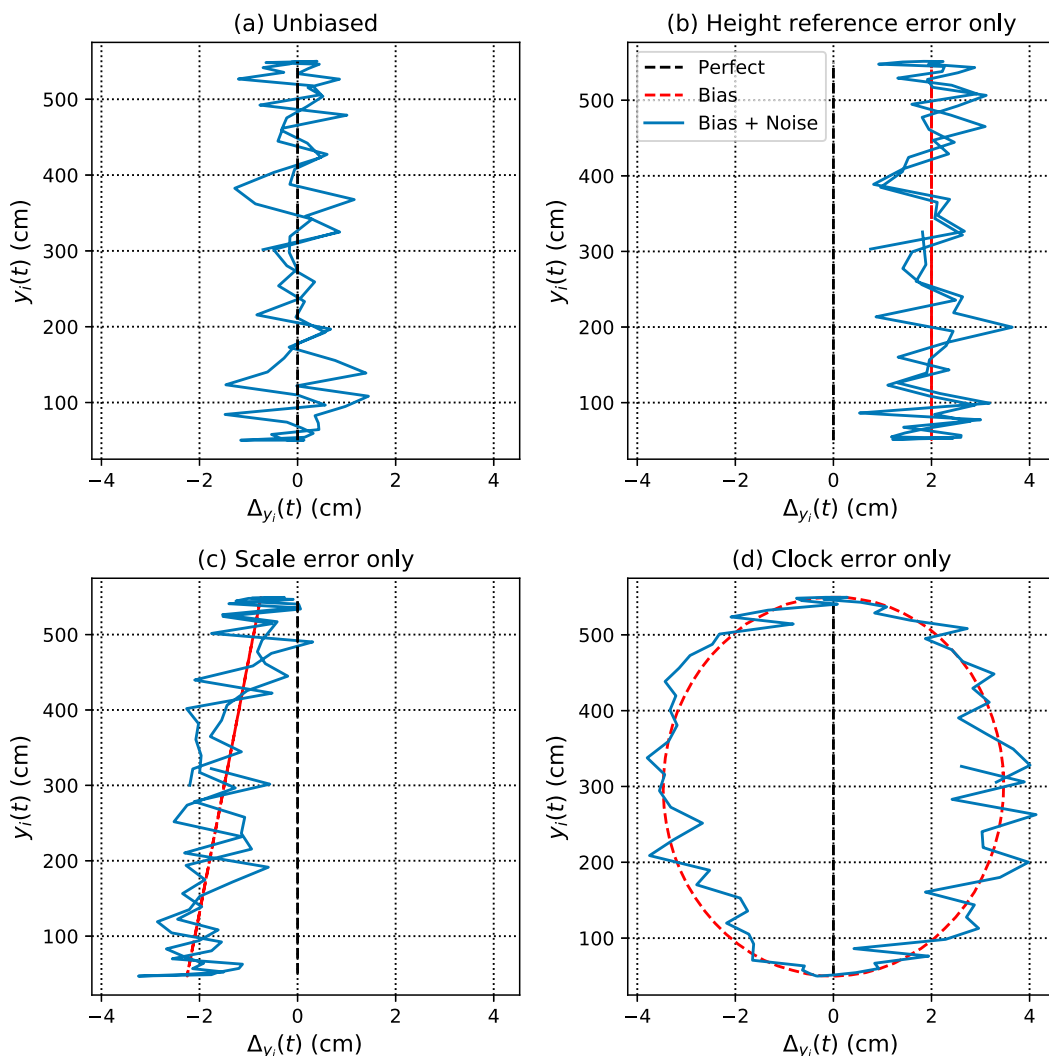 (a) Unbiased
500
400
300
200
100
y_i(t) (cm)
−4 −2 0 2 4
Δ_{y_i}(t) (cm)
(b) Height reference error only
Perfect
Bias
Bias + Noise
500
400
300
200
100
y_i(t) (cm)
−4 −2 0 2 4
Δ_{y_i}(t) (cm)
(c) Scale error only
500
400
300
200
100
y_i(t) (cm)
−4 −2 0 2 4
Δ_{y_i}(t) (cm)
(d) Clock error only
500
400
300
200
100
y_i(t) (cm)
−4 −2 0 2 4
Δ_{y_i}(t) (cm)